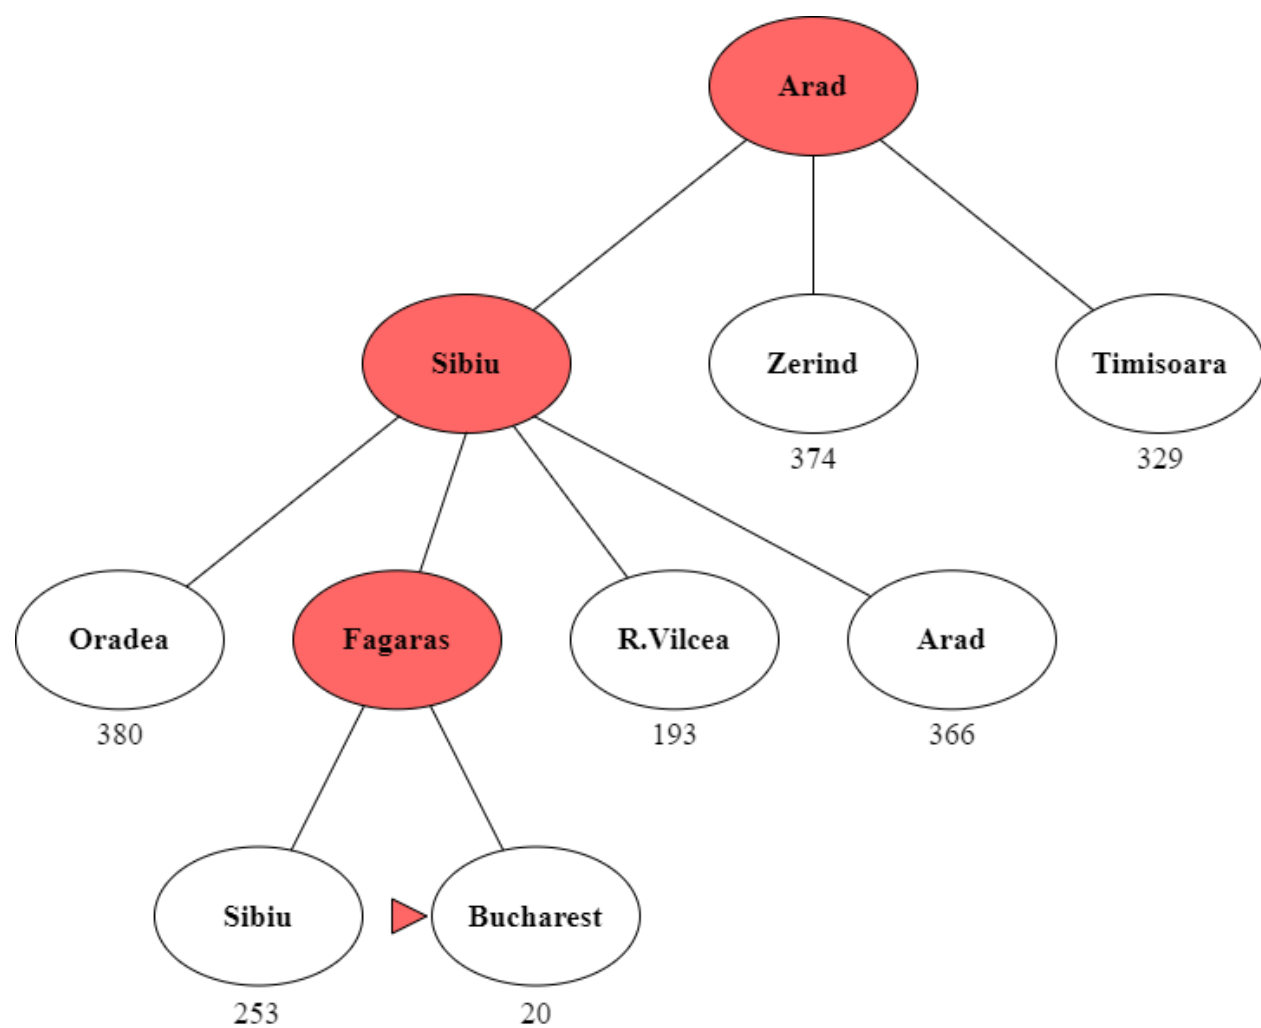 Arad
Sibiu
Zerind
Timisoara
374
329
Oradea
Fagaras
R.Vilcea
Arad
380
193
366
Sibiu
Bucharest
253
20